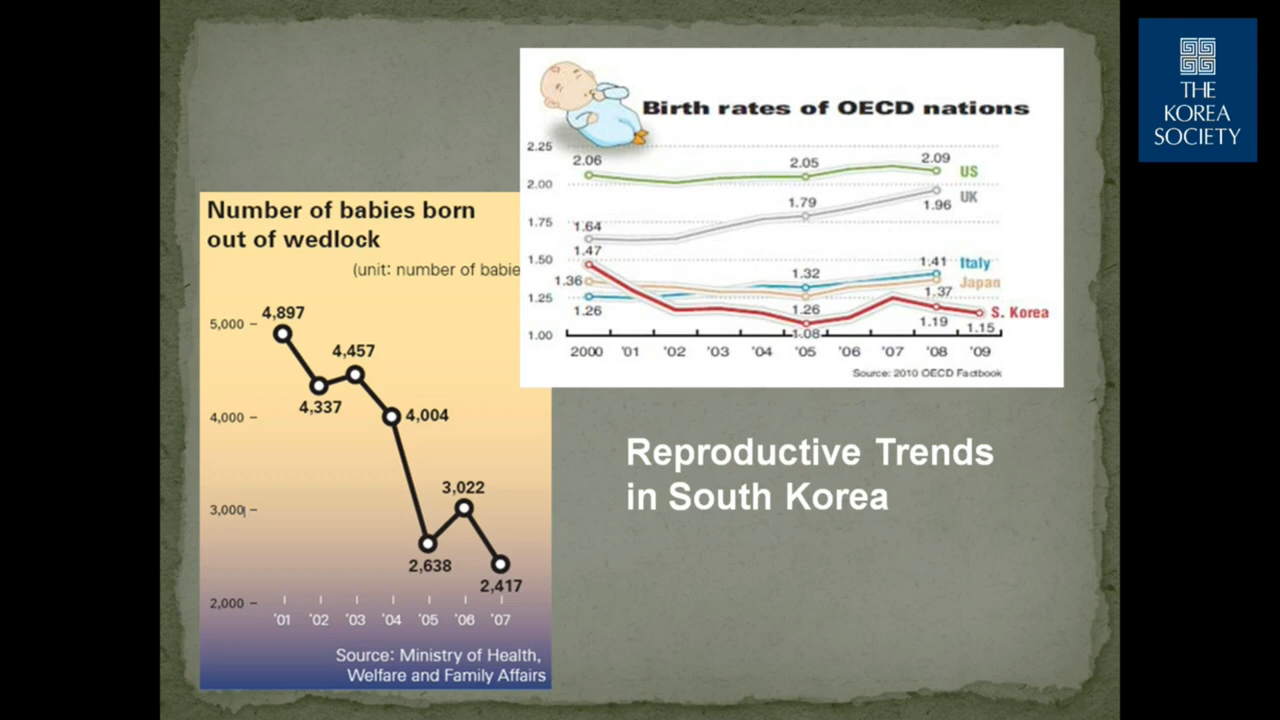 THE
KOREA
SOCIETY
Birth rates of OECD nations
2.25
2.00
1.75
1.50
1.25
1.00
2.06
2.05
2.09
US
UK
1.64
1.79
1.96
1.47
1.36
1.26
1.32
1.26
1.08
1.41
Italy
Japan
1.37
S. Korea
1.19
1.15
2000 '01 '02 '03 '04 '05 '06 '07 '08 '09
Source: 2010 OECD Factbook
Number of babies born
out of wedlock
(unit: number of babie
5,000
4,000
3,000
2,000
4,897
4,337
4,457
4,004
2,638
3,022
2,417
'01 '02 '03 '04 '05 '06 '07
Source: Ministry of Health,
Welfare and Family Affairs
Reproductive Trends
in South Korea